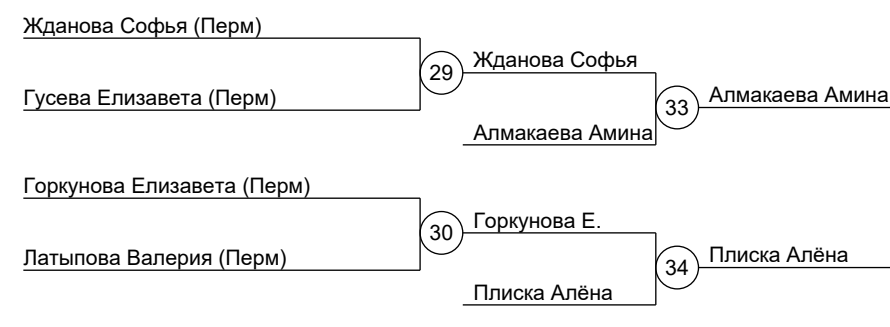 Жданова Софья (Перм)
29
Жданова Софья
Гусева Елизавета (Перм)
33
Алмакаева Амина
Алмакаева Амина
Горкунова Елизавета (Перм)
30
Горкунова Е.
Латыпова Валерия (Перм)
34
Плиска Алёна
Плиска Алёна